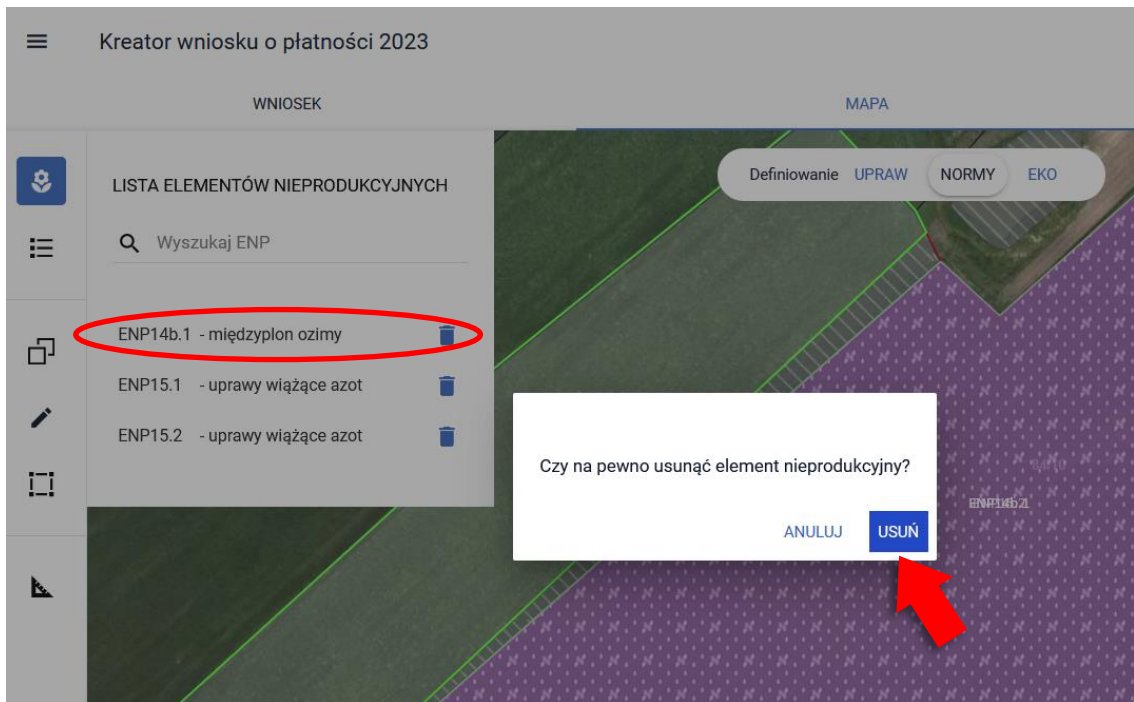 Kreator wniosku o płatności 2023
WNIOSEK
MAPA
LISTA ELEMENTÓW NIEPRODUKCYJNYCH
Definiowanie UPRAW NORMY EKO
Wyszukaj ENP
ENP14b.1 - międzyplon ozimy
ENP15.1 - uprawy wiążące azot
ENP15.2 - uprawy wiążące azot
Czy na pewno usunąć element nieprodukcyjny?
ANULUJ USUŃ